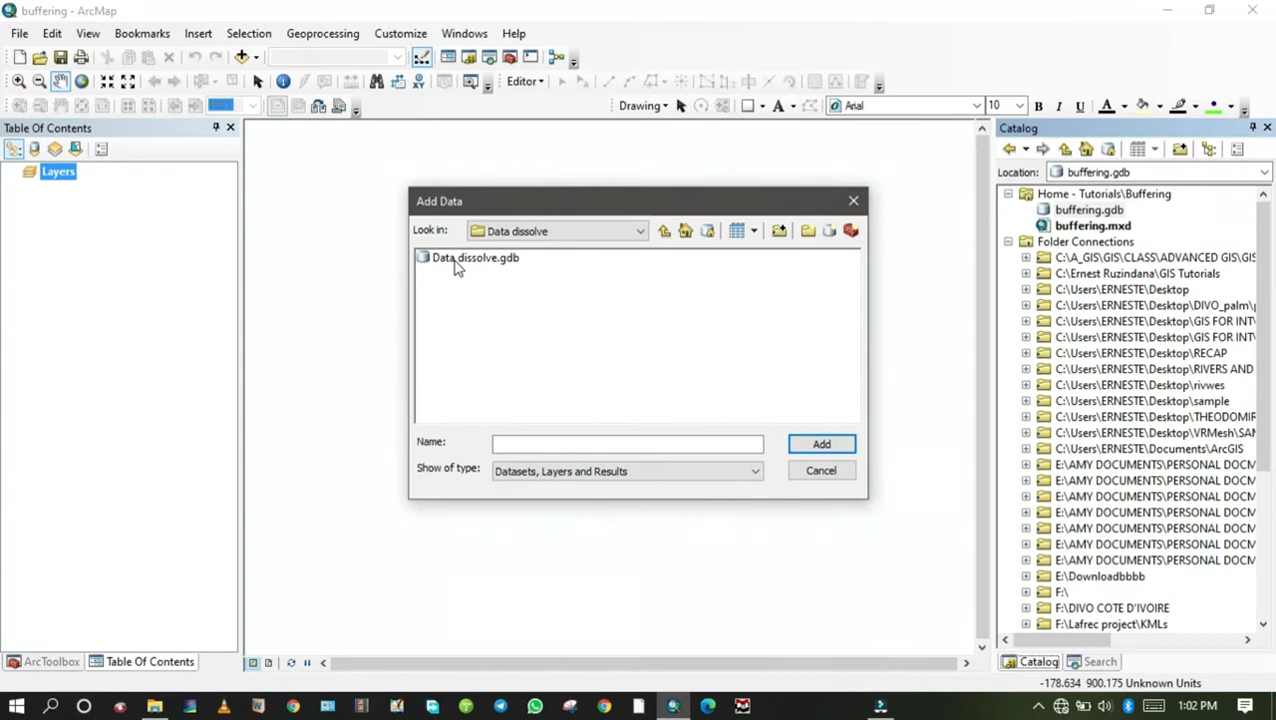 buffering - ArcMap
File Edit View Bookmarks Insert Selection Geoprocessing Customize Windows Help
Editor
Drawing Arial 10 B I U A
Table Of Contents
Layers
Add Data
Look in: Data dissolve
Data dissolve.gdb
Name: Add
Show of type: Datasets, Layers and Results Cancel
Catalog
Location: buffering.gdb
Home - Tutorials\Buffering
buffering.gdb
buffering.mxd
Folder Connections
C:\A_GIS\GIS\CLASS\ADVANCED GIS\GIS
C:\Ernest Ruzindana\GIS Tutorials
C:\Users\ERNESTE\Desktop
C:\Users\ERNESTE\Desktop\DIVO_palm\
C:\Users\ERNESTE\Desktop\GIS FOR INT\
C:\Users\ERNESTE\Desktop\GIS FOR INT\
C:\Users\ERNESTE\Desktop\RECAP
C:\Users\ERNESTE\Desktop\RIVERS AND
C:\Users\ERNESTE\Desktop\rivwes
C:\Users\ERNESTE\Desktop\sample
C:\Users\ERNESTE\Desktop\THEODOMIR
C:\Users\ERNESTE\Desktop\VRMesh\SAN
C:\Users\ERNESTE\Documents\ArcGIS
E:\AMY DOCUMENTS\PERSONAL DOCM
E:\AMY DOCUMENTS\PERSONAL DOCM
E:\AMY DOCUMENTS\PERSONAL DOCM
E:\AMY DOCUMENTS\PERSONAL DOCM
E:\AMY DOCUMENTS\PERSONAL DOCM
E:\AMY DOCUMENTS\PERSONAL DOCM
E:\AMY DOCUMENTS\PERSONAL DOCM
E:\Downloadbbbb
F:\
F:\DIVO COTE D'IVOIRE
F:\Lafrec project\KMLs
ArcToolbox Table Of Contents
Catalog Search
-178.634 900.175 Unknown Units
1:02 PM